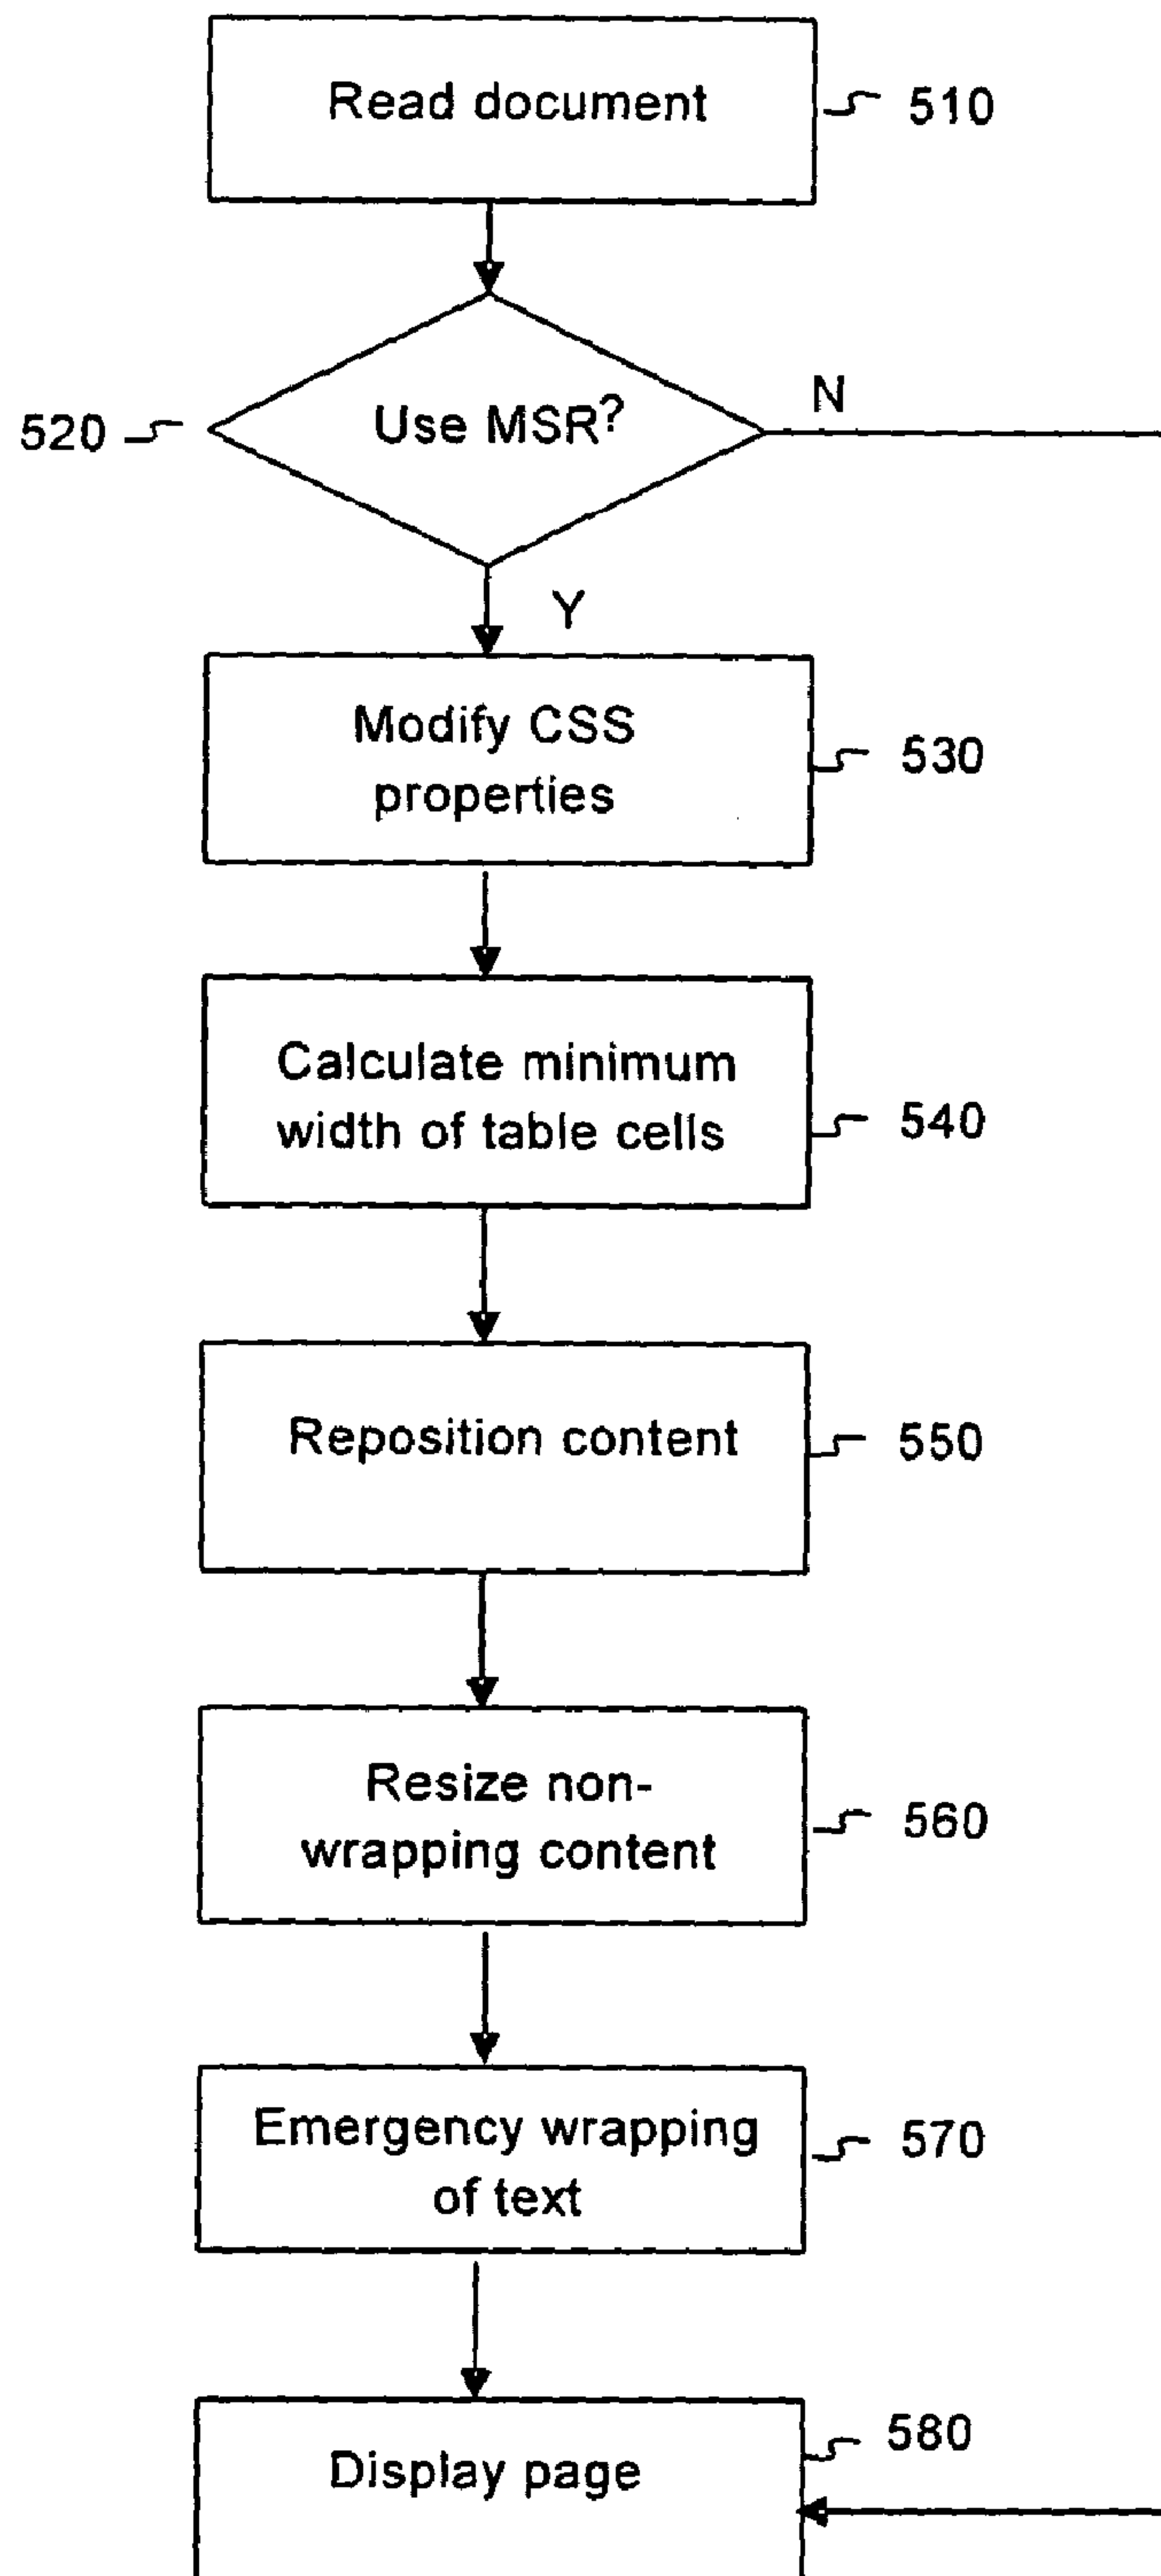 Read document
510
520
Use MSR?
N
Y
Modify CSS
properties
530
Calculate minimum
width of table cells
540
Reposition content
550
Resize non-
wrapping content
560
Emergency wrapping
of text
570
Display page
580